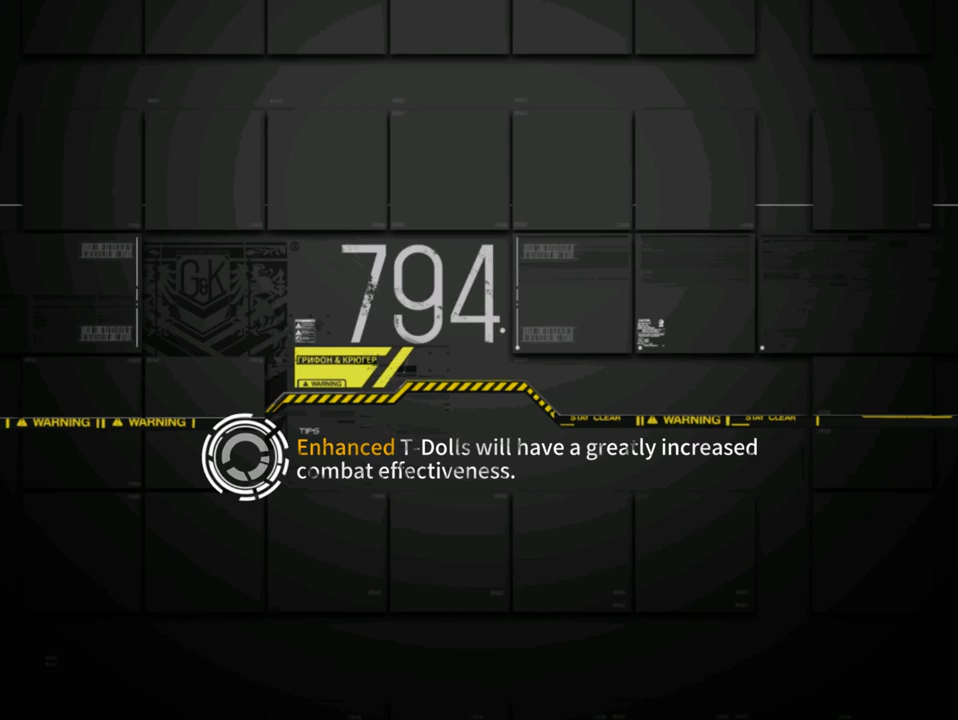 G&K
794.
ГРИФОН & КРЮГЕР
WARNING
WARNING WARNING
STAY CLEAR WARNING STAY CLEAR
TIPS
Enhanced T-Dolls will have a greatly increased
combat effectiveness.